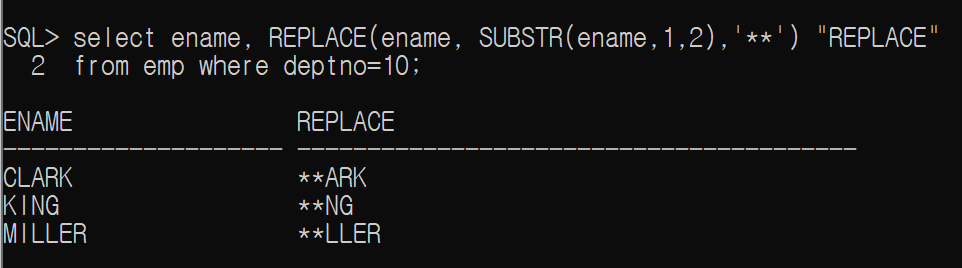 SQL> select ename, REPLACE(ename, SUBSTR(ename,1,2),'**') "REPLACE"
2 from emp where deptno=10;
ENAME REPLACE
-------------------- ----------------------------------------
CLARK **ARK
KING **NG
MILLER **LLER